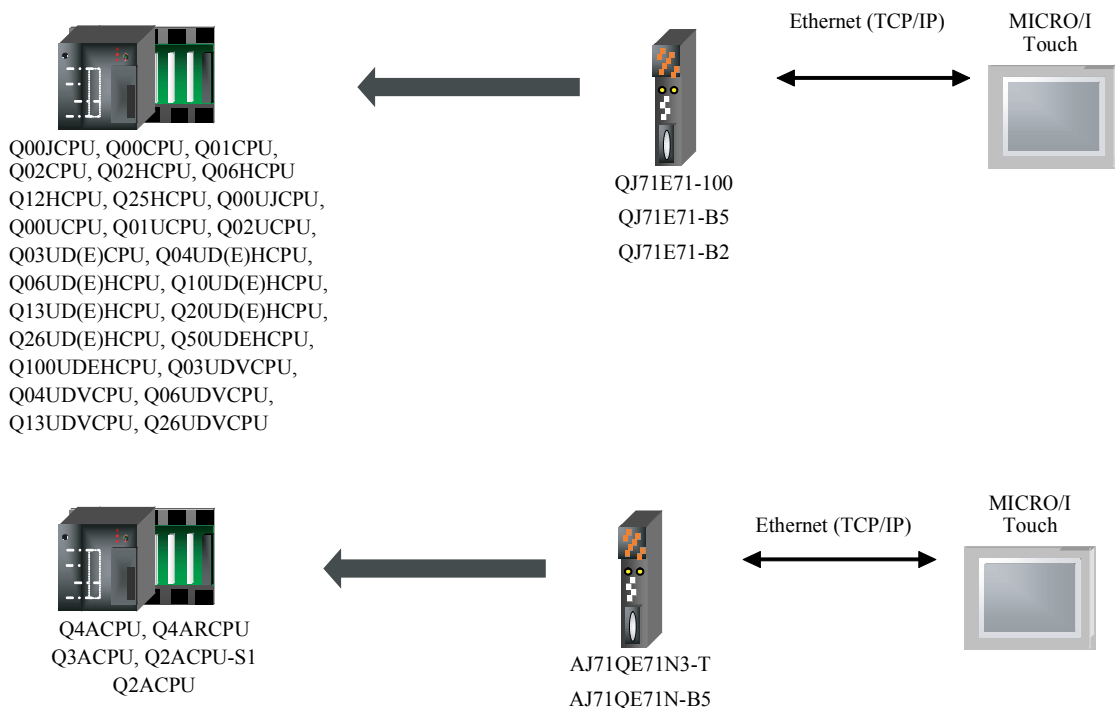 Ethernet (TCP/IP)
MICRO/I
Touch
Q00JCPU, Q00CPU, Q01CPU,
Q02CPU, Q02HCPU, Q06HCPU
Q12HCPU, Q25HCPU, Q00UJCPU,
Q00UCPU, Q01UCPU, Q02UCPU,
Q03UD(E)CPU, Q04UD(E)HCPU,
Q06UD(E)HCPU, Q10UD(E)HCPU,
Q13UD(E)HCPU, Q20UD(E)HCPU,
Q26UD(E)HCPU, Q50UDEHCPU,
Q100UDEHCPU, Q03UDVCPU,
Q04UDVCPU, Q06UDVCPU,
Q13UDVCPU, Q26UDVCPU
QJ71E71-100
QJ71E71-B5
QJ71E71-B2
Ethernet (TCP/IP)
MICRO/I
Touch
Q4ACPU, Q4ARCPU
Q3ACPU, Q2ACPU-S1
Q2ACPU
AJ71QE71N3-T
AJ71QE71N-B5